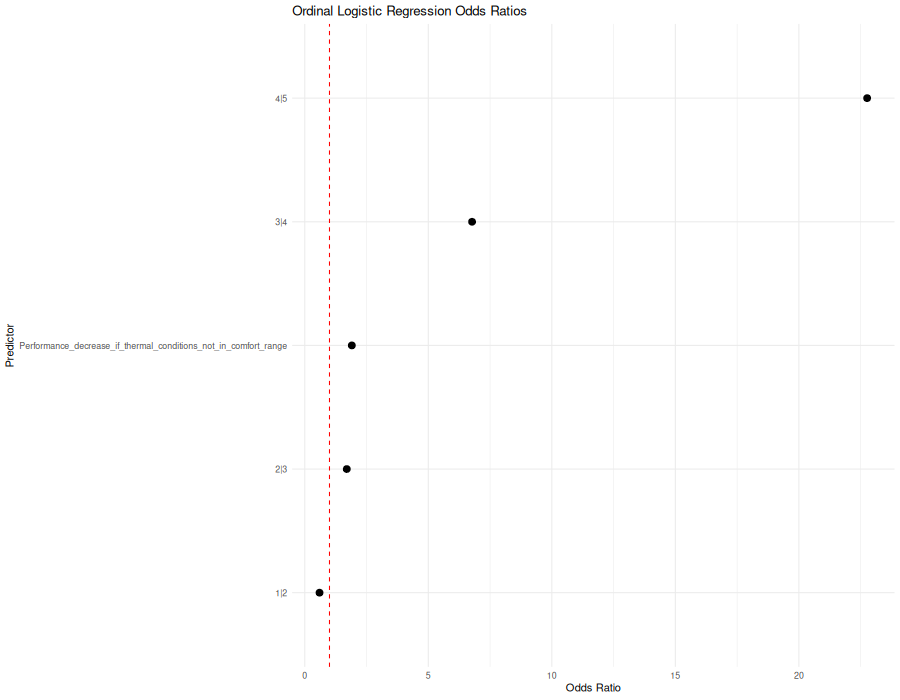 Ordinal Logistic Regression Odds Ratios
4|5
3|4
Performance_decrease_if_thermal_conditions_not_in_comfort_range
2|3
1|2
Predictor
0 5 10 15 20
Odds Ratio